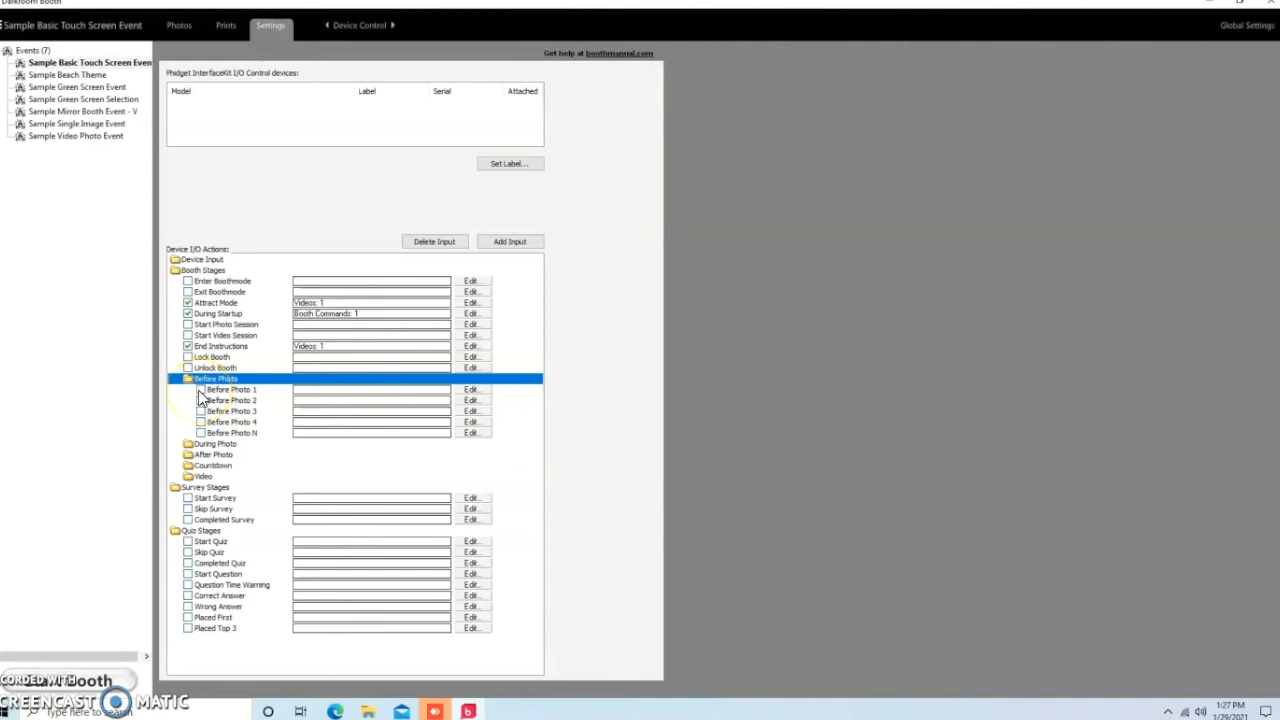 Darkroom Booth
Sample Basic Touch Screen Event
Photos
Prints
Settings
Device Control
Global Settings
Events (7)
Sample Basic Touch Screen Even
Sample Beach Theme
Sample Green Screen Event
Sample Green Screen Selection
Sample Mirror Booth Event - V
Sample Single Image Event
Sample Video Photo Event
Get help at boothmanual.com
Phidget InterfaceKit I/O Control devices:
Model Label Serial Attached
Set Label...
Delete Input Add Input
Device I/O Actions:
Device Input
Booth Stages
Enter Boothmode Edit...
Exit Boothmode Edit...
Attract Mode Videos: 1 Edit...
During Startup Booth Commands: 1 Edit...
Start Photo Session Edit...
Start Video Session Edit...
End Instructions Videos: 1 Edit...
Lock Booth Edit...
Unlock Booth Edit...
Before Photo
Before Photo 1 Edit...
Before Photo 2 Edit...
Before Photo 3 Edit...
Before Photo 4 Edit...
Before Photo N Edit...
During Photo
After Photo
Countdown
Video
Survey Stages
Start Survey Edit...
Skip Survey Edit...
Completed Survey Edit...
Quiz Stages
Start Quiz Edit...
Skip Quiz Edit...
Completed Quiz Edit...
Start Question Edit...
Question Time Warning Edit...
Correct Answer Edit...
Wrong Answer Edit...
Placed First Edit...
Placed Top 3 Edit...
Booth
RECORDED WITH
SCREENCAST MATIC
Type here to search
1:27 PM
1/29/2021